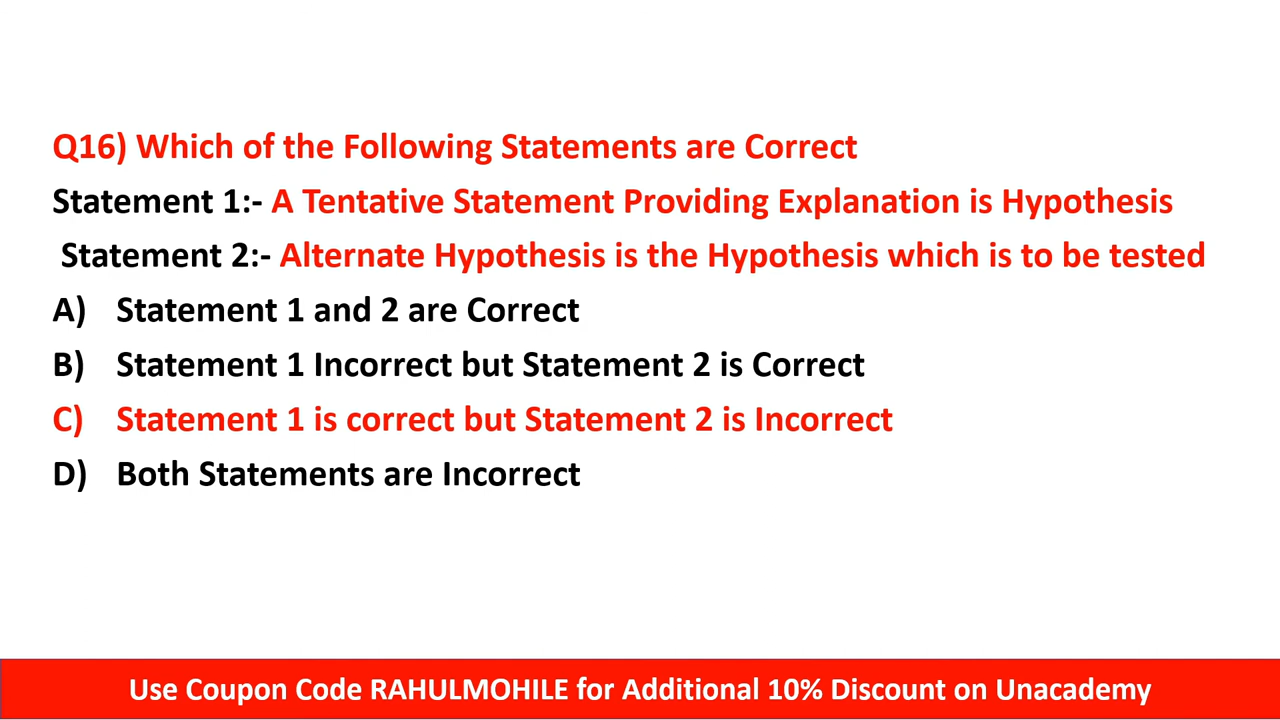 Q16) Which of the Following Statements are Correct
Statement 1:- A Tentative Statement Providing Explanation is Hypothesis
Statement 2:- Alternate Hypothesis is the Hypothesis which is to be tested
A) Statement 1 and 2 are Correct
B) Statement 1 Incorrect but Statement 2 is Correct
C) Statement 1 is correct but Statement 2 is Incorrect
D) Both Statements are Incorrect
Use Coupon Code RAHULMOHILE for Additional 10% Discount on Unacademy